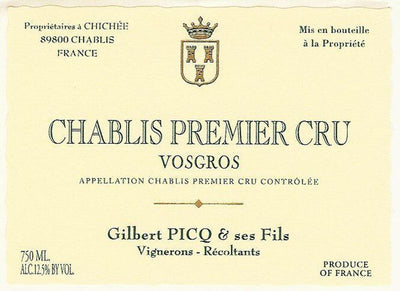 Propriétaires à CHICHÉE
89800 CHABLIS
FRANCE
Mis en bouteille
à la Propriété
CHABLIS PREMIER CRU
VOSGROS
APPELLATION CHABLIS PREMIER CRU CONTRÔLÉE
Gilbert PICQ & ses Fils
Vignerons - Récoltants
750 ML.
ALC.12.5% BY VOL.
PRODUCE
OF FRANCE